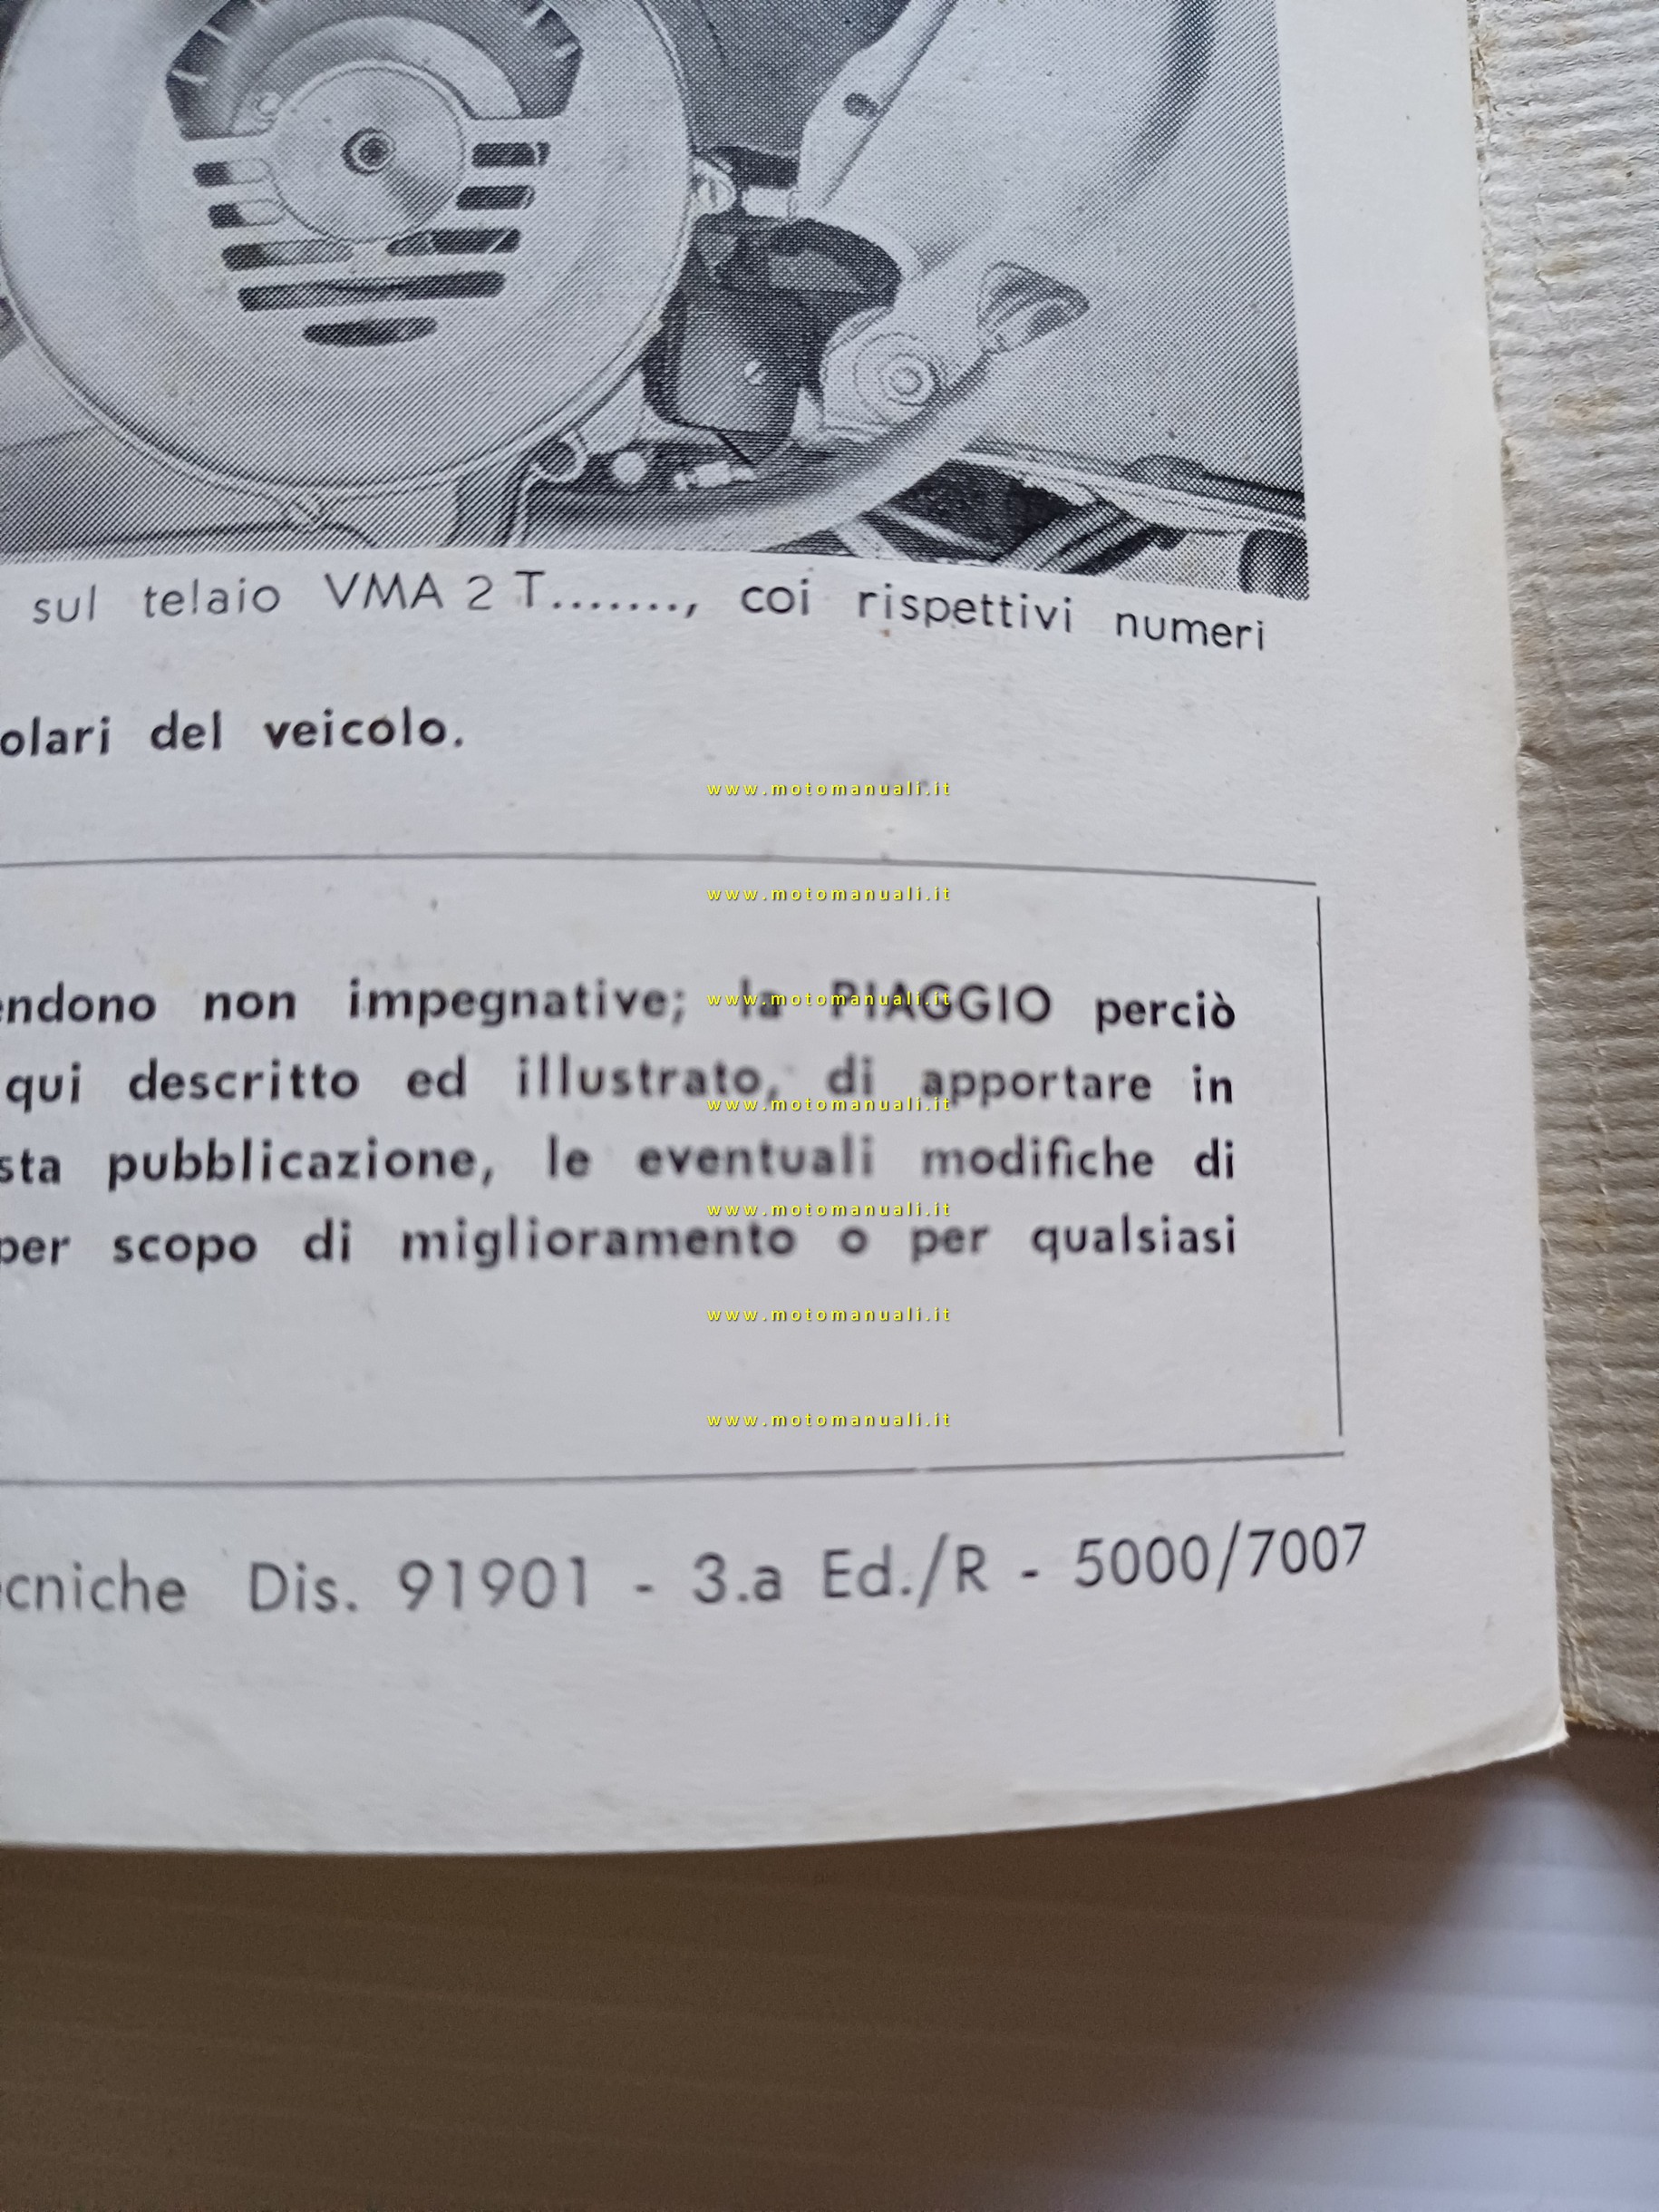 sul telaio VMA 2 T......., coi rispettivi numeri
olari del veicolo.
www.motomanuali.it
www.motomanuali.it
endono non impegnative; la PIAGGIO perciò
www.motomanuali.it
qui descritto ed illustrato, di apportare in
www.motomanuali.it
sta pubblicazione, le eventuali modifiche di
www.motomanuali.it
per scopo di miglioramento o per qualsiasi
www.motomanuali.it
www.motomanuali.it
cniche Dis. 91901 - 3.a Ed./R - 5000/7007